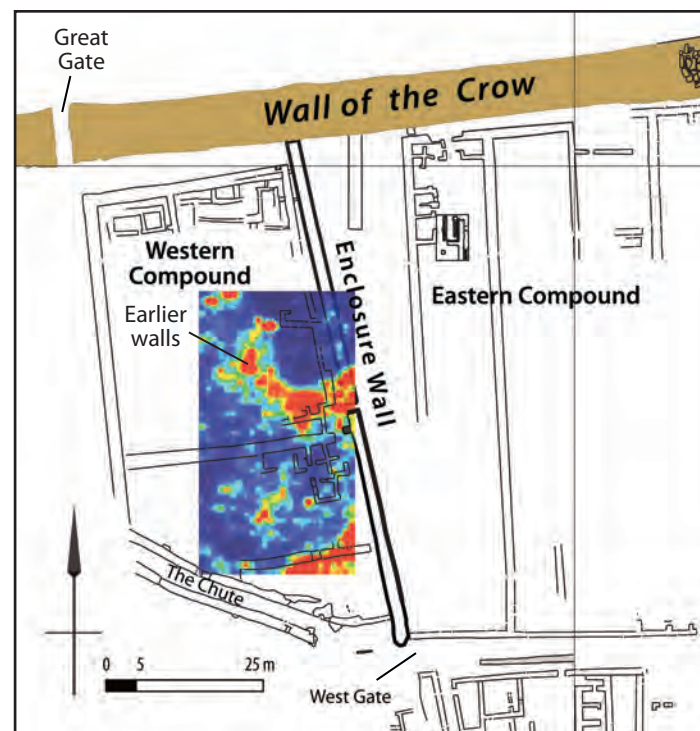 Great
Gate
Wall of the Crow
Western
Compound
Enclosure Wall
Eastern Compound
Earlier
walls
The Chute
0 5 25 m
West Gate